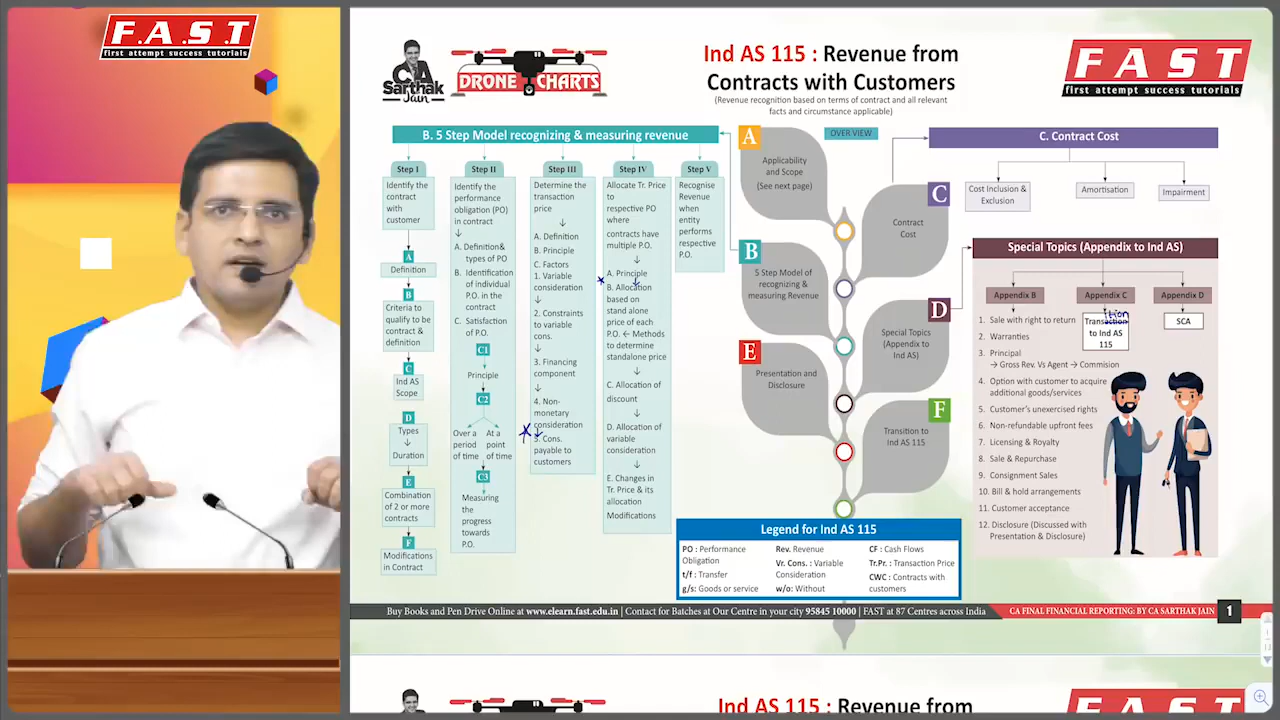 F.A.S.T
first attempt success tutorials
CA
Sarthak
Jain
DRONE CHARTS
Ind AS 115 : Revenue from
Contracts with Customers
(Revenue recognition based on terms of contract and all relevant
facts and circumstance applicable)
FAST
first attempt success tutorials
B. 5 Step Model recognizing & measuring revenue
Step I
Identify the
contract
with
customer
A
Definition
B
Criteria to
qualify to be
contract &
definition
C
Ind AS
Scope
D
Types
↓
Duration
E
Combination
of 2 or more
contracts
F
Modifications
in Contract
Step II
Identify the
performance
obligation (PO)
in contract
↓
A. Definition&
types of PO
B. Identification
of individual
P.O. in the
contract
C. Satisfaction
of P.O.
C1
Principle
C2
Over a
period
of time
At a
point
of time
C3
Measuring
the
progress
towards
P.O.
Step III
Determine the
transaction
price
↓
A. Definition
B. Principle
C. Factors
1. Variable
consideration
↓
2. Constraints
to variable
cons.
↓
3. Financing
component
↓
4. Non-
monetary
consideration
↓
5. Cons.
payable to
customers
Step IV
Allocate Tr. Price
to
respective PO
where
contracts have
multiple P.O.
↓
A. Principle
↓
B. Allocation
based on
stand alone
price of each
P.O. ← Methods
to determine
standalone price
↓
C. Allocation of
discount
↓
D. Allocation of
variable
consideration
↓
E. Changes in
Tr. Price & its
allocation
Modifications
Step V
Recognise
Revenue
when
entity
performs
respective
P.O.
OVER VIEW
A
Applicability
and Scope
(See next page)
B
5 Step Model of
recognizing &
measuring Revenue
C
Contract
Cost
D
Special Topics
(Appendix to
Ind AS)
E
Presentation and
Disclosure
F
Transition to
Ind AS 115
C. Contract Cost
Cost Inclusion &
Exclusion
Amortisation
Impairment
Special Topics (Appendix to Ind AS)
Appendix B
1. Sale with right to return
2. Warranties
3. Principal
→ Gross Rev. Vs Agent → Commision
4. Option with customer to acquire
additional goods/services
5. Customer's unexercised rights
6. Non-refundable upfront fees
7. Licensing & Royalty
8. Sale & Repurchase
9. Consignment Sales
10. Bill & hold arrangements
11. Customer acceptance
12. Disclosure (Discussed with
Presentation & Disclosure)
Appendix C
to Ind AS
115
Appendix D
SCA
Legend for Ind AS 115
PO : Performance
Obligation
t/f : Transfer
g/s: Goods or service
Rev. Revenue
Vr. Cons. : Variable
Consideration
w/o: Without
CF : Cash Flows
Tr.Pr. : Transaction Price
CWC : Contracts with
customers
Buy Books and Pen Drive Online at www.elearn.fast.edu.in | Contact for Batches at Our Centre in your city 95845 10000 | FAST at 87 Centres across India
CA FINAL FINANCIAL REPORTING: BY CA SARTHAK JAIN
1
Ind AS 115 : Revenue from
FAST